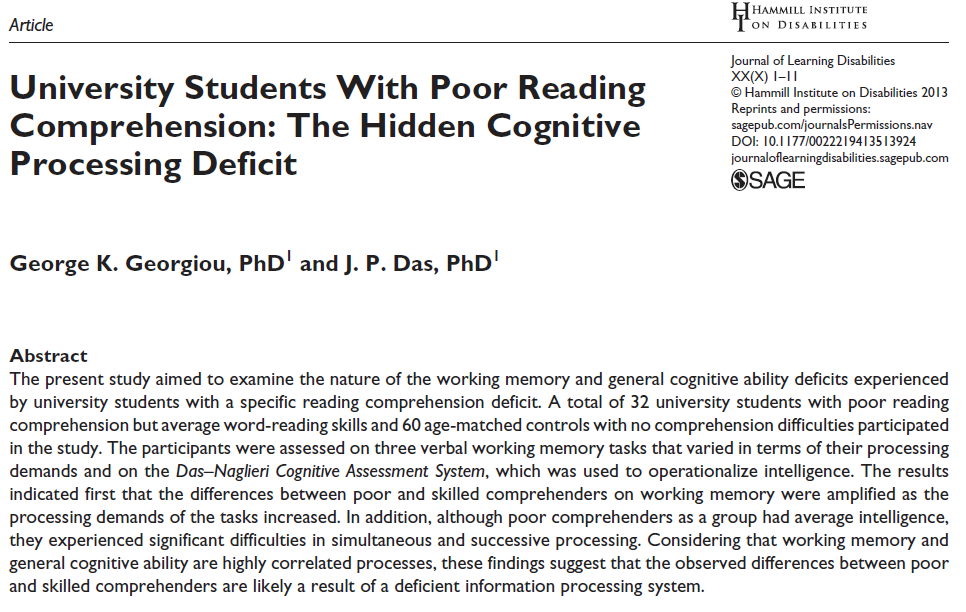 Article
HAMMILL INSTITUTE
ON DISABILITIES
Journal of Learning Disabilities
XX(X) 1–11
© Hammill Institute on Disabilities 2013
Reprints and permissions:
sagepub.com/journalsPermissions.nav
DOI: 10.1177/0022219413513924
journaloflearningdisabilities.sagepub.com
SAGE
University Students With Poor Reading
Comprehension: The Hidden Cognitive
Processing Deficit
George K. Georgiou, PhD1 and J. P. Das, PhD1
Abstract
The present study aimed to examine the nature of the working memory and general cognitive ability deficits experienced
by university students with a specific reading comprehension deficit. A total of 32 university students with poor reading
comprehension but average word-reading skills and 60 age-matched controls with no comprehension difficulties participated
in the study. The participants were assessed on three verbal working memory tasks that varied in terms of their processing
demands and on the Das–Naglieri Cognitive Assessment System, which was used to operationalize intelligence. The results
indicated first that the differences between poor and skilled comprehenders on working memory were amplified as the
processing demands of the tasks increased. In addition, although poor comprehenders as a group had average intelligence,
they experienced significant difficulties in simultaneous and successive processing. Considering that working memory and
general cognitive ability are highly correlated processes, these findings suggest that the observed differences between poor
and skilled comprehenders are likely a result of a deficient information processing system.